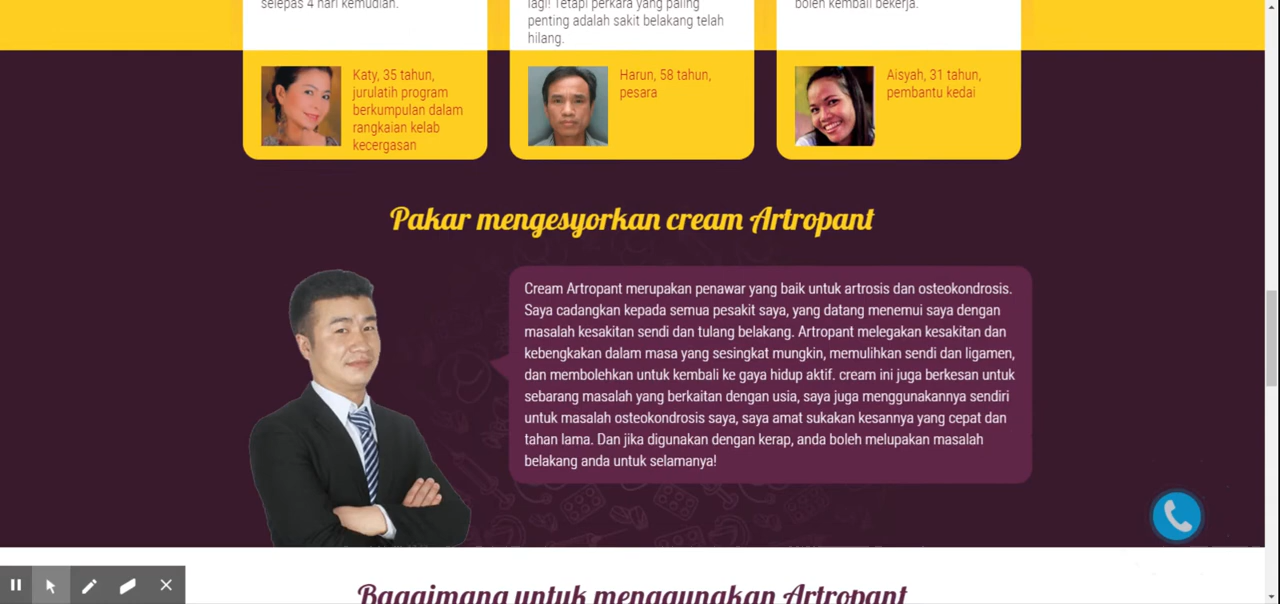 selepas 4 hari kemudian.
lagi! Tetapi perkara yang paling
penting adalah sakit belakang telah
hilang.
boleh kembali bekerja.
Katy, 35 tahun,
jurulatih program
berkumpulan dalam
rangkaian kelab
kecergasan
Harun, 58 tahun,
pesara
Aisyah, 31 tahun,
pembantu kedai
Pakar mengesyorkan cream Artropant
Cream Artropant merupakan penawar yang baik untuk artrosis dan osteokondrosis.
Saya cadangkan kepada semua pesakit saya, yang datang menemui saya dengan
masalah kesakitan sendi dan tulang belakang. Artropant melegakan kesakitan dan
kebengkakan dalam masa yang sesingkat mungkin, memulihkan sendi dan ligamen,
dan membolehkan untuk kembali ke gaya hidup aktif. cream ini juga berkesan untuk
sebarang masalah yang berkaitan dengan usia, saya juga menggunakannya sendiri
untuk masalah osteokondrosis saya, saya amat sukakan kesannya yang cepat dan
tahan lama. Dan jika digunakan dengan kerap, anda boleh melupakan masalah
belakang anda untuk selamanya!
Bagaimana untuk menggunakan Artropant